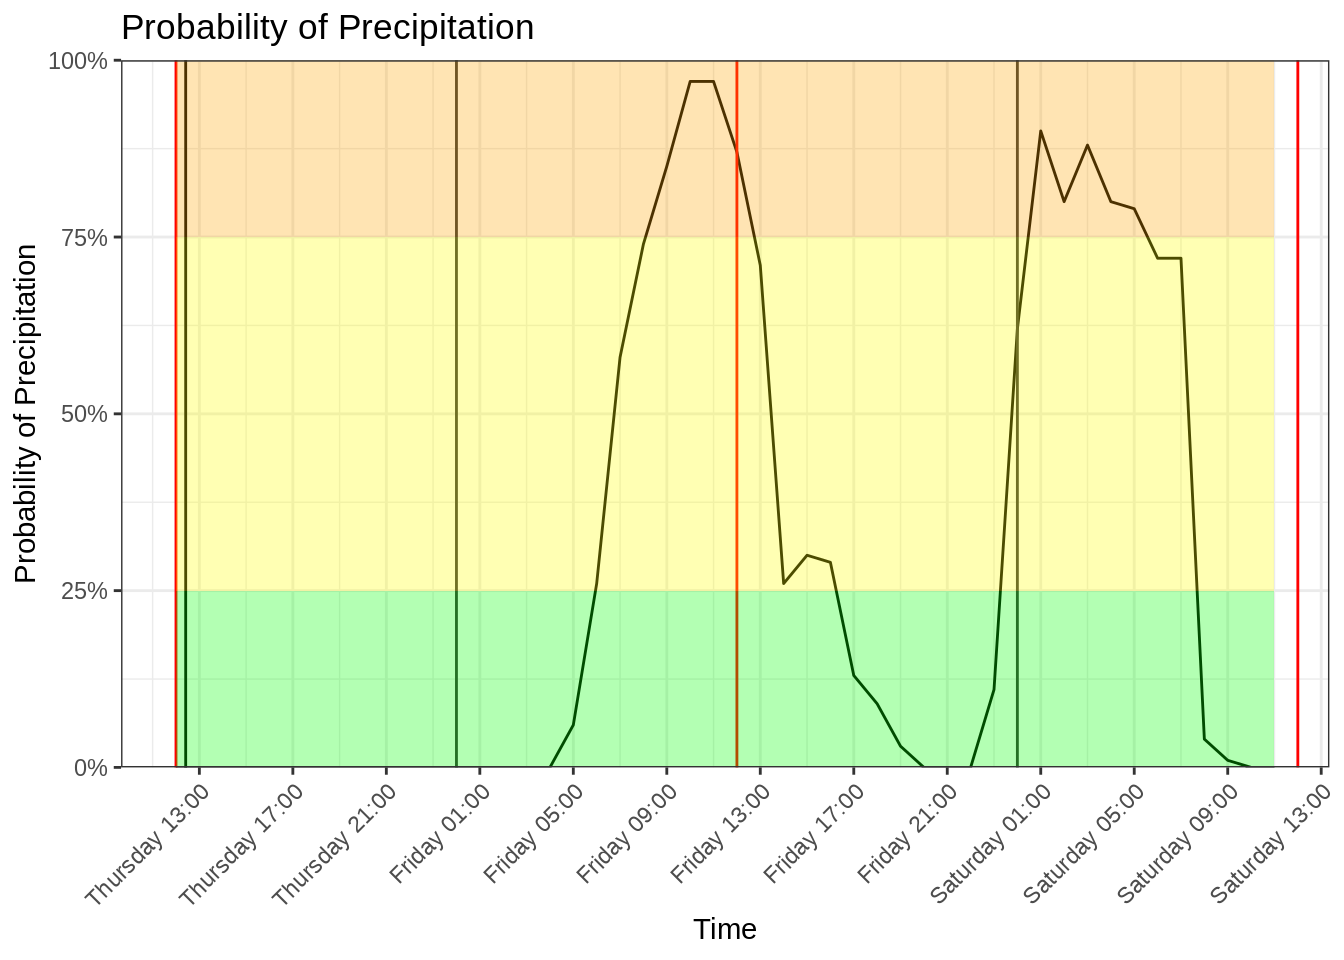 Probability of Precipitation
Probability of Precipitation
100%
75%
50%
25%
0%
Thursday 13:00
Thursday 17:00
Thursday 21:00
Friday 01:00
Friday 05:00
Friday 09:00
Friday 13:00
Friday 17:00
Friday 21:00
Saturday 01:00
Saturday 05:00
Saturday 09:00
Saturday 13:00
Time